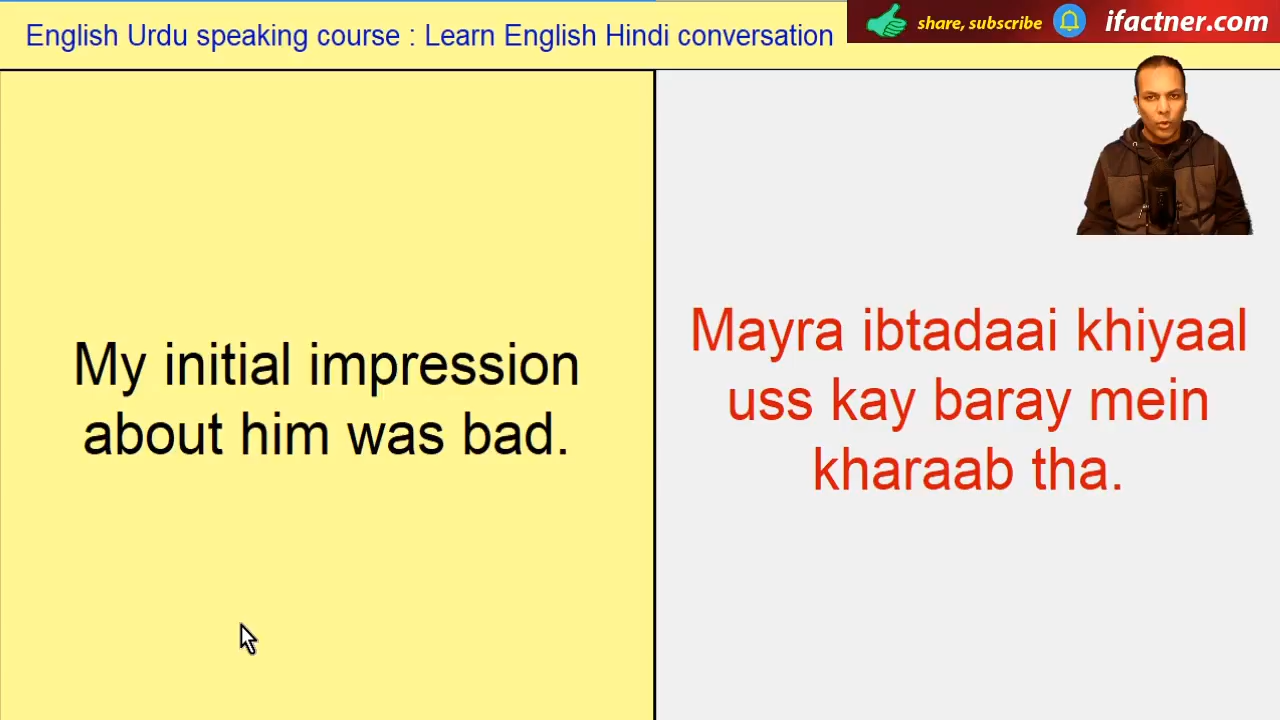 English Urdu speaking course : Learn English Hindi conversation
share, subscribe
ifactner.com
My initial impression
about him was bad.
Mayra ibtadaai khiyaal
uss kay baray mein
kharaab tha.